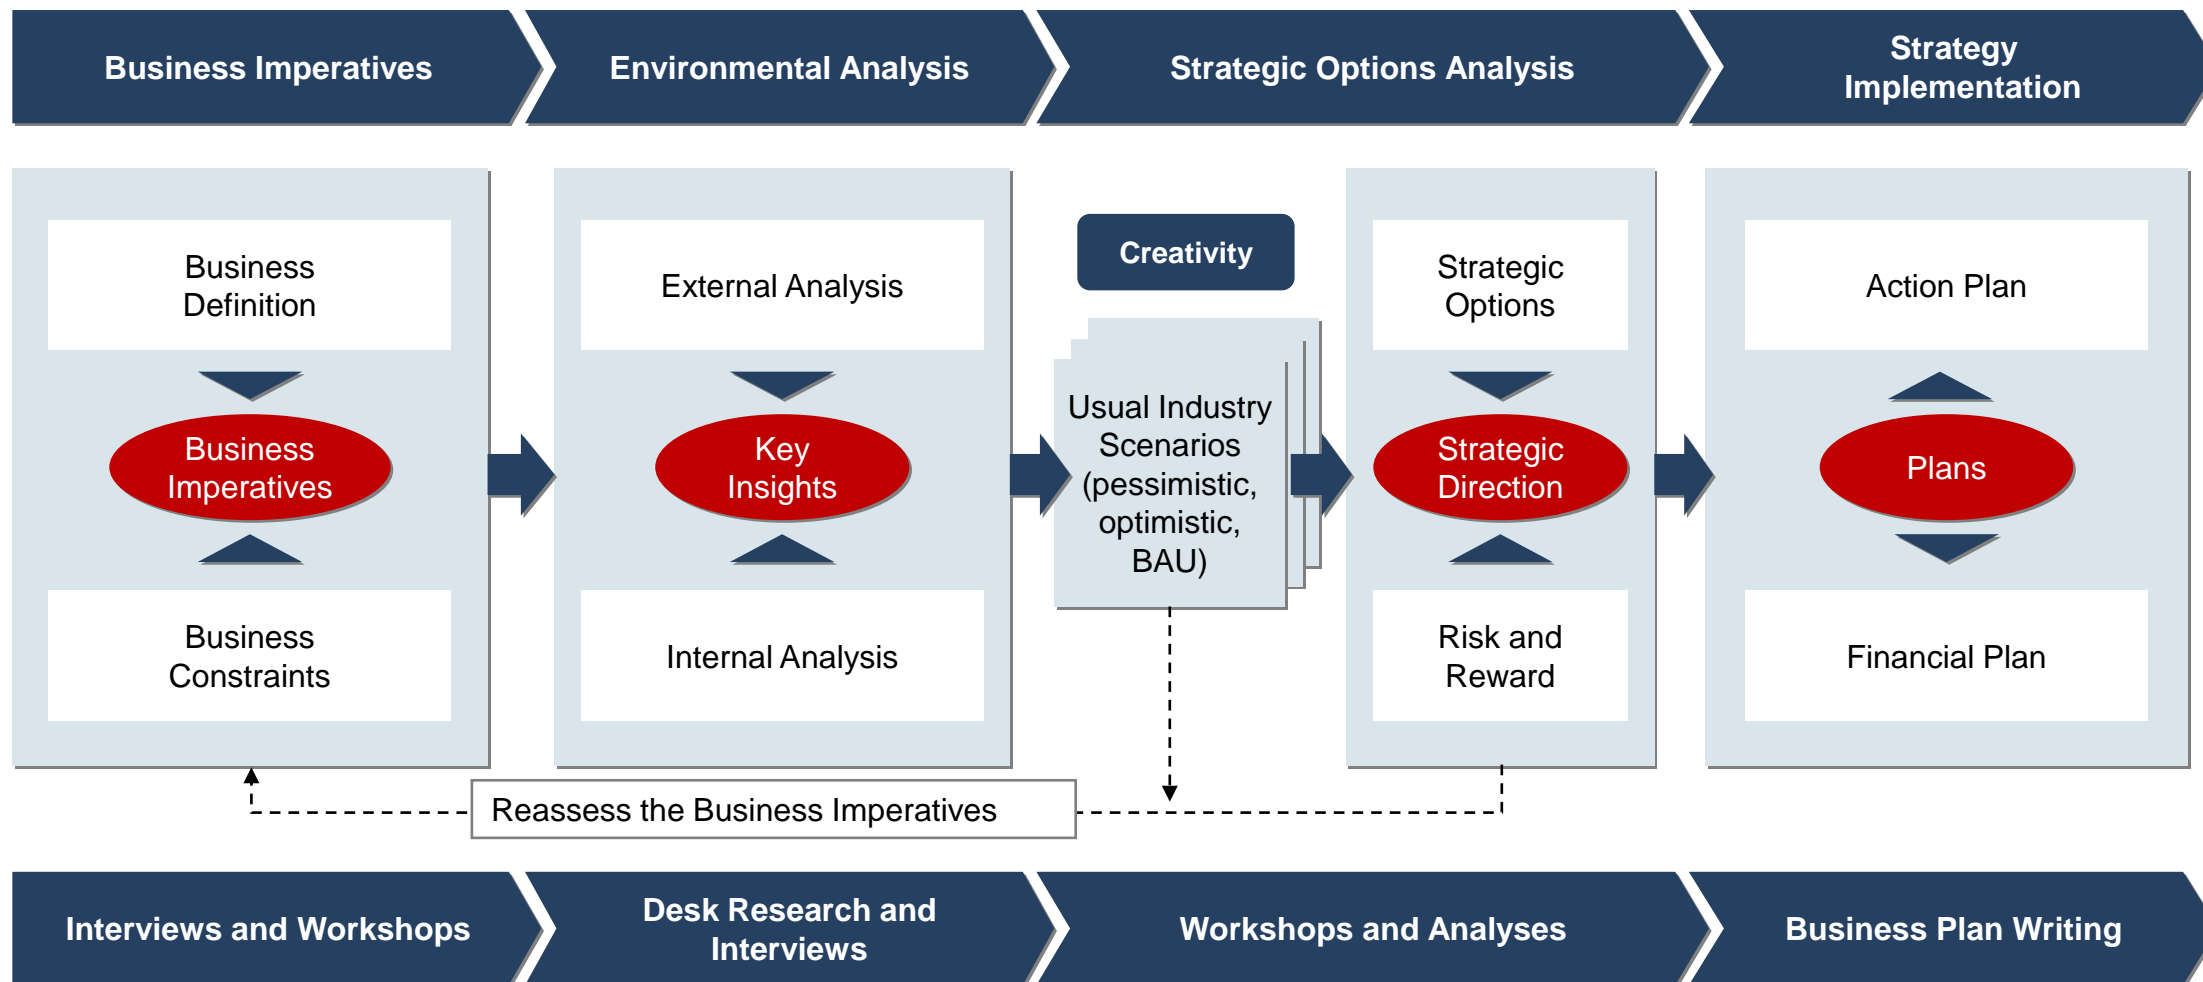 Business Imperatives
Environmental Analysis
Strategic Options Analysis
Strategy
Implementation
Business
Definition
Business
Imperatives
Business
Constraints
External Analysis
Key
Insights
Internal Analysis
Creativity
Usual Industry
Scenarios
(pessimistic,
optimistic,
BAU)
Strategic
Options
Strategic
Direction
Risk and
Reward
Action Plan
Plans
Financial Plan
Reassess the Business Imperatives
Interviews and Workshops
Desk Research and
Interviews
Workshops and Analyses
Business Plan Writing